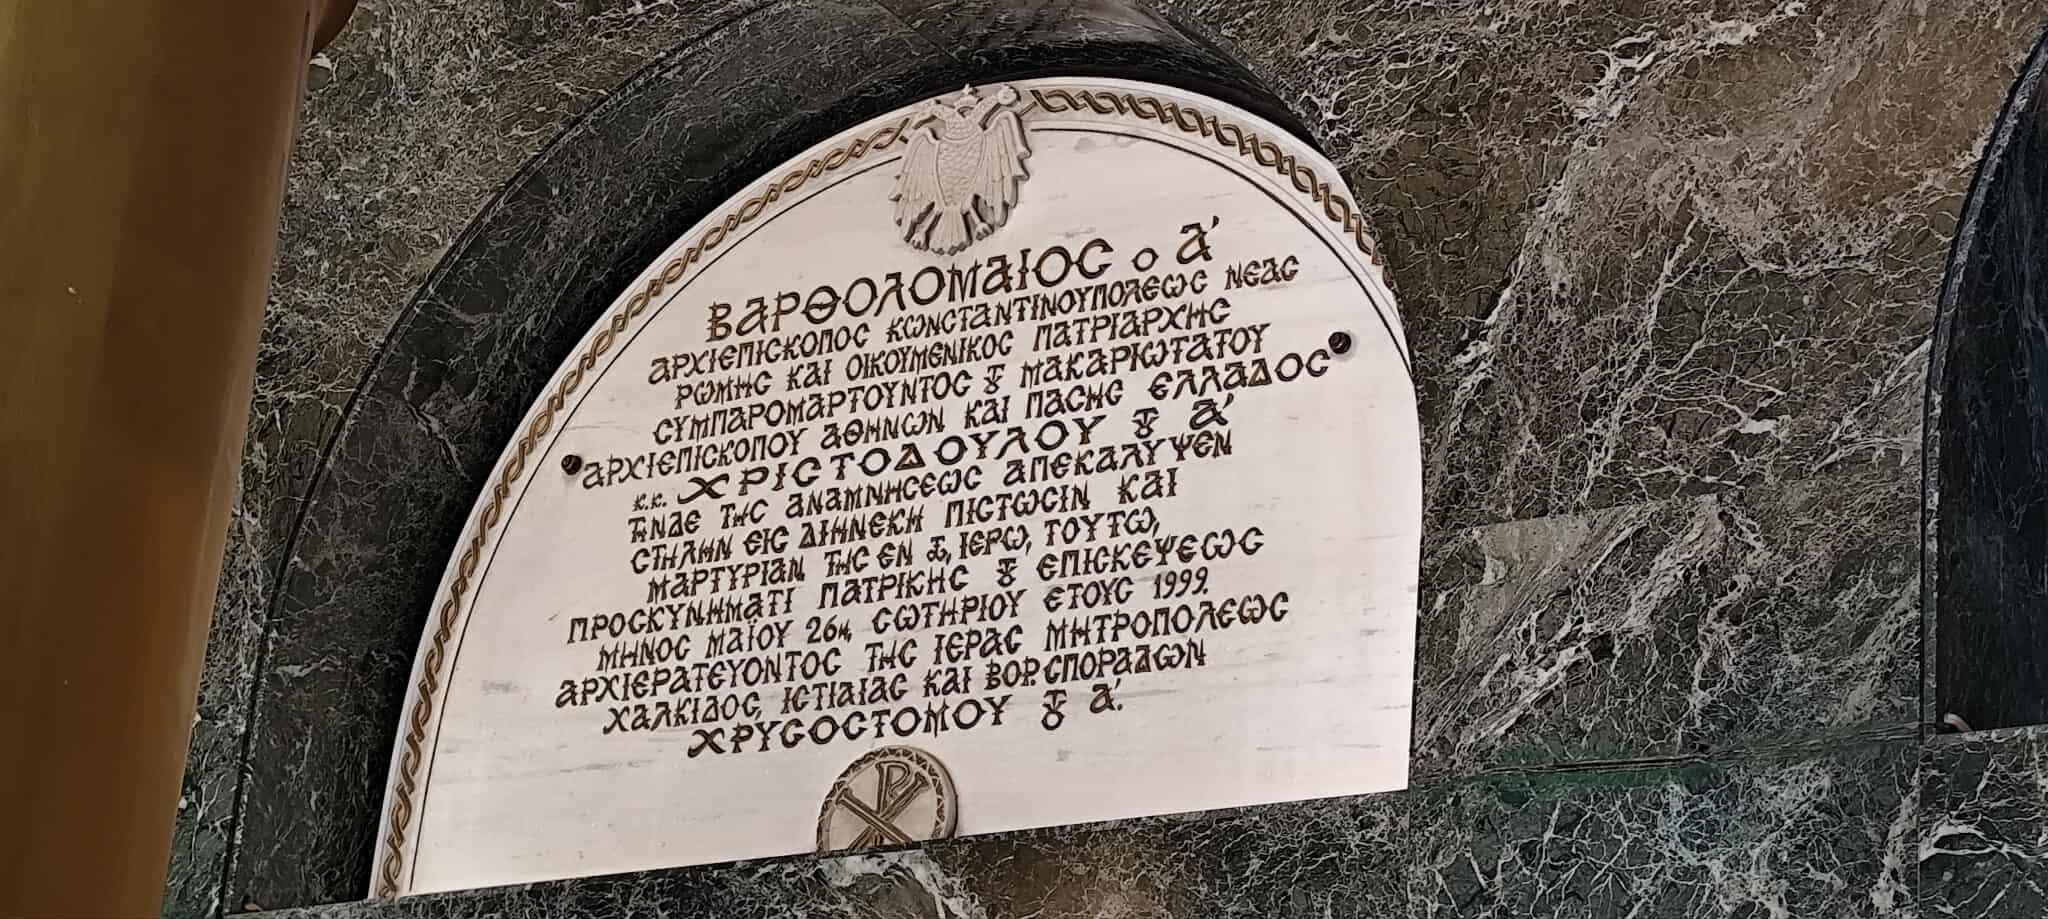 ΒΑΡΘΟΛΟΜΑΙΟΣ ο Α΄
ΑΡΧΙΕΠΙΣΚΟΠΟΣ ΚΩΝΣΤΑΝΤΙΝΟΥΠΟΛΕΩΣ ΝΕΑΣ
ΡΩΜΗΣ ΚΑΙ ΟΙΚΟΥΜΕΝΙΚΟΣ ΠΑΤΡΙΑΡΧΗΣ
ΣΥΜΠΑΡΟΜΑΡΤΟΥΝΤΟΣ ΤΟΥ ΜΑΚΑΡΙΩΤΑΤΟΥ
ΑΡΧΙΕΠΙΣΚΟΠΟΥ ΑΘΗΝΩΝ ΚΑΙ ΠΑΣΗΣ ΕΛΛΑΔΟΣ
κ.κ. ΧΡΙΣΤΟΔΟΥΛΟΥ ΤΟΥ Α΄
ΤΗΝΔΕ ΤΗΣ ΑΝΑΜΝΗΣΕΩΣ ΑΠΕΚΑΛΥΨΕΝ
ΣΤΗΛΗΝ ΕΙΣ ΔΙΗΝΕΚΗ ΠΙΣΤΩΣΙΝ ΚΑΙ
ΜΑΡΤΥΡΙΑΝ ΤΗΣ ΕΝ ΤΩ, ΙΕΡΩ, ΤΟΥΤΩ,
ΠΡΟΣΚΥΝΗΜΑΤΙ ΠΑΤΡΙΚΗΣ ΤΟΥ ΕΠΙΣΚΕΨΕΩΣ
ΜΗΝΟΣ ΜΑΪΟΥ 26η, ΣΩΤΗΡΙΟΥ ΕΤΟΥΣ 1999.
ΑΡΧΙΕΡΑΤΕΥΟΝΤΟΣ ΤΗΣ ΙΕΡΑΣ ΜΗΤΡΟΠΟΛΕΩΣ
ΧΑΛΚΙΔΟΣ, ΙΣΤΙΑΙΑΣ ΚΑΙ ΒΟΡ. ΣΠΟΡΑΔΩΝ
ΧΡΥΣΟΣΤΟΜΟΥ ΤΟΥ Α΄.